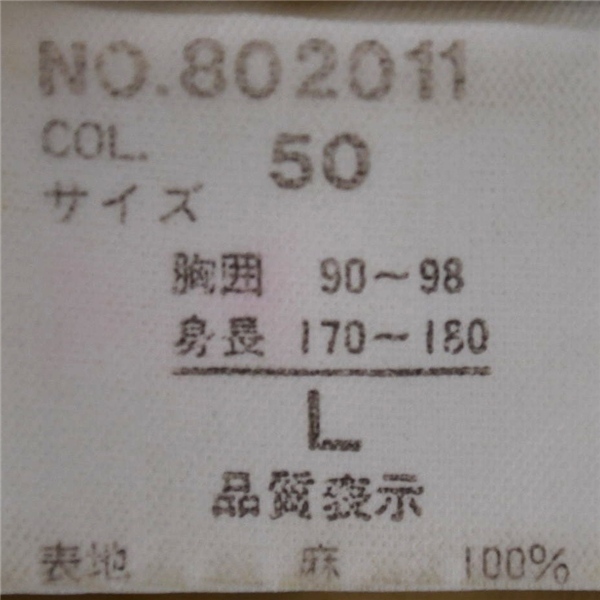 NO.802011
COL. 50
サイズ
胸囲 90〜98
身長 170〜180
L
品質表示
表地 麻 100%